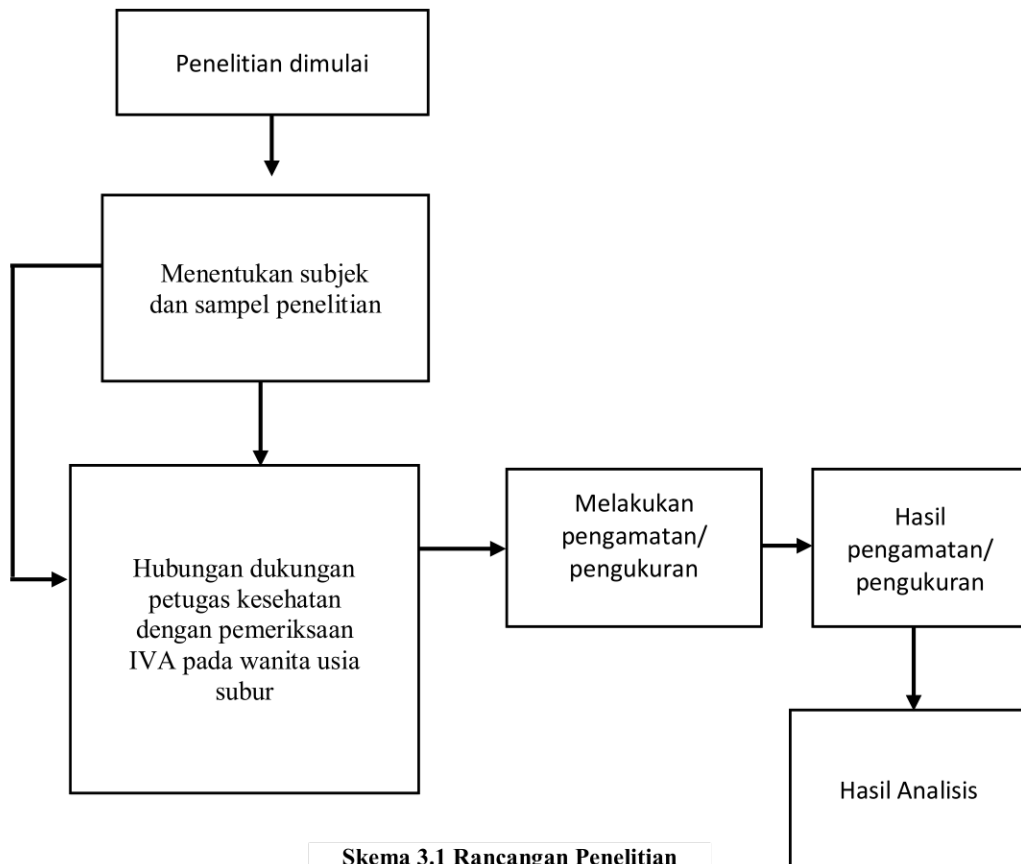 Penelitian dimulai
Menentukan subjek
dan sampel penelitian
Hubungan dukungan
petugas kesehatan
dengan pemeriksaan
IVA pada wanita usia
subur
Melakukan
pengamatan/
pengukuran
Hasil
pengamatan/
pengukuran
Hasil Analisis
Skema 3.1 Rancangan Penelitian